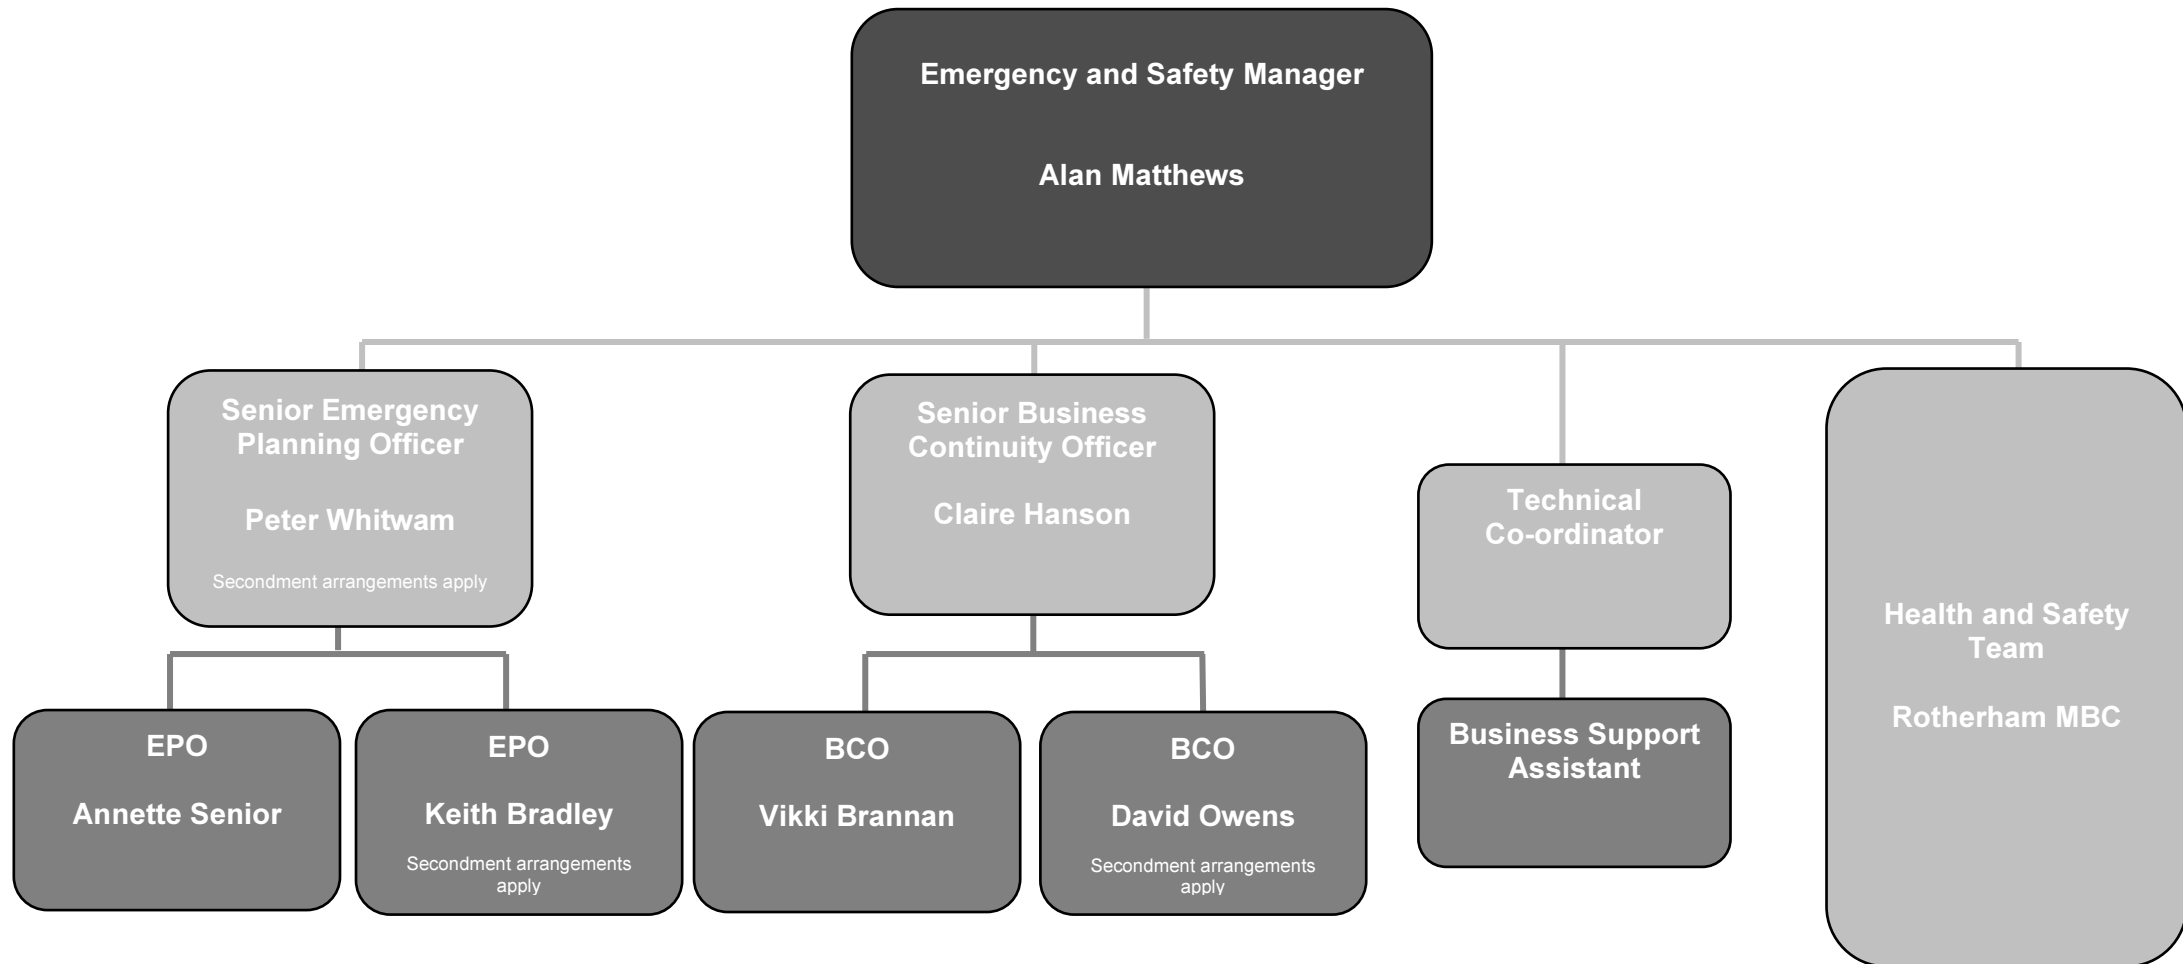 Emergency and Safety Manager
Alan Matthews
Senior Emergency
Planning Officer
Peter Whitwam
Secondment arrangements apply
Senior Business
Continuity Officer
Claire Hanson
Technical
Co-ordinator
Health and Safety
Team
Rotherham MBC
EPO
Annette Senior
EPO
Keith Bradley
Secondment arrangements
apply
BCO
Vikki Brannan
BCO
David Owens
Secondment arrangements
apply
Business Support
Assistant